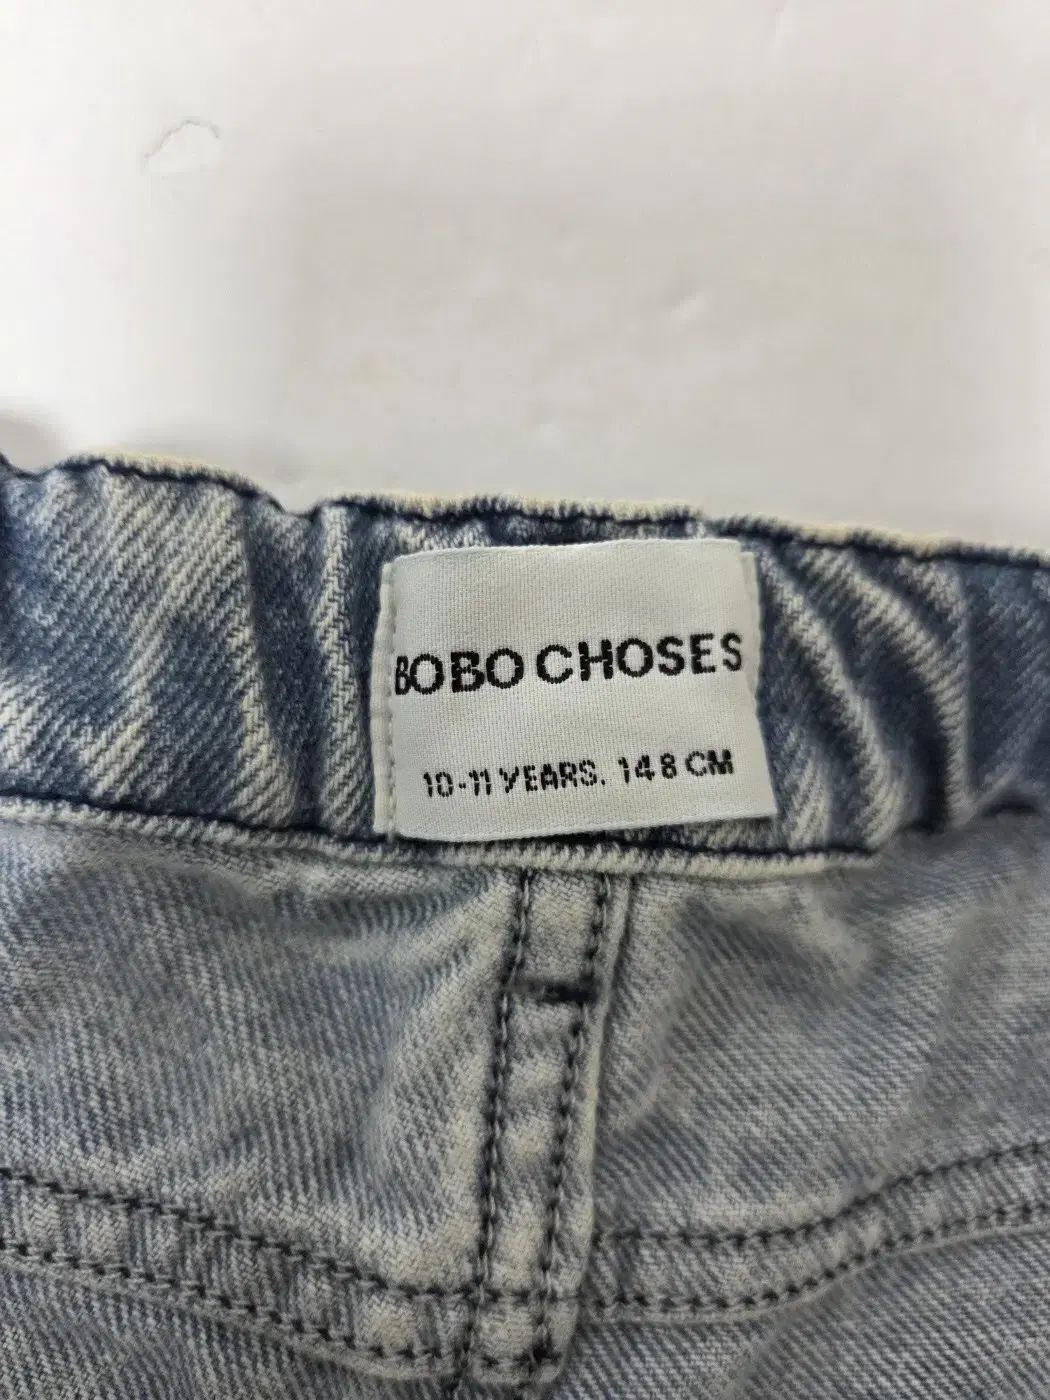 BOBO CHOSES
10-11 YEARS. 148 CM